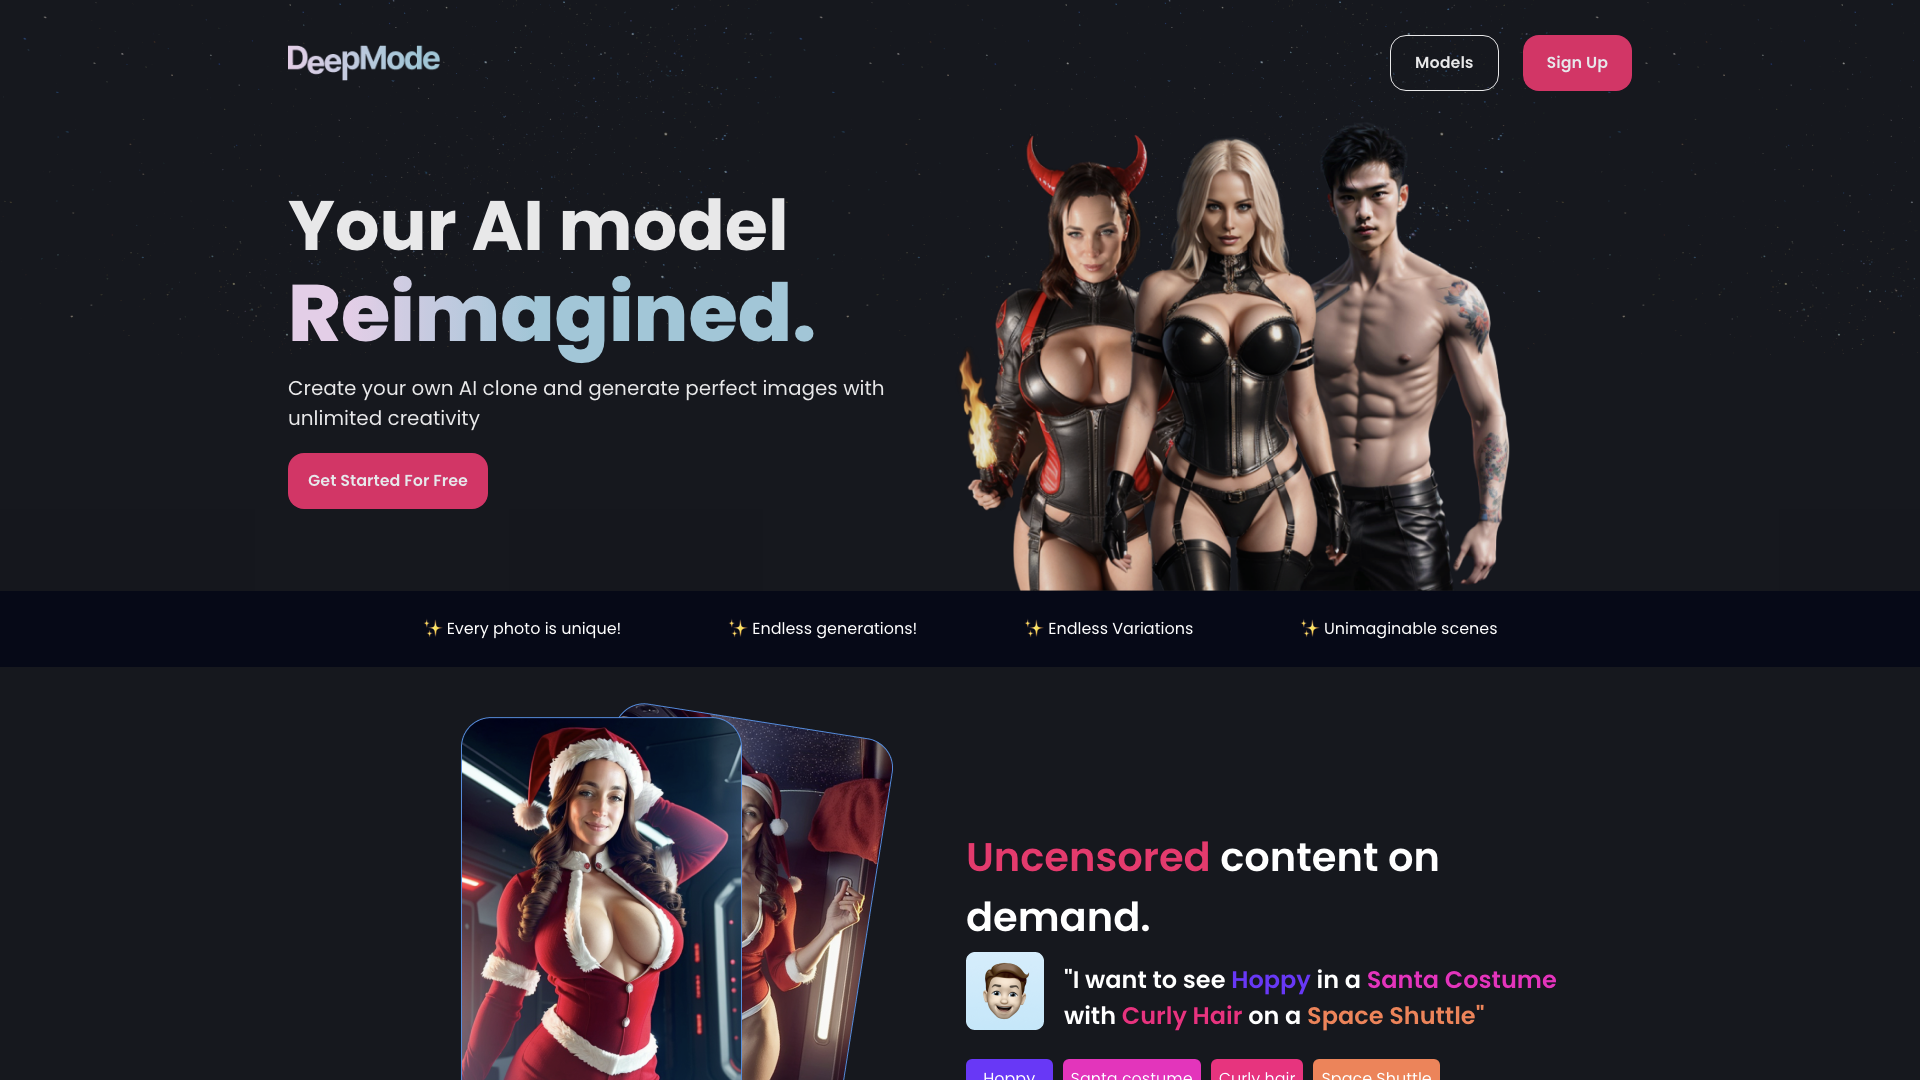 DeepMode
Models
Sign Up
Your AI model
Reimagined.
Create your own AI clone and generate perfect images with
unlimited creativity
Get Started For Free
✨ Every photo is unique!
✨ Endless generations!
✨ Endless Variations
✨ Unimaginable scenes
Uncensored content on
demand.
"I want to see Hoppy in a Santa Costume
with Curly Hair on a Space Shuttle"
Hoppy
Santa costume
Curly hair
Space Shuttle